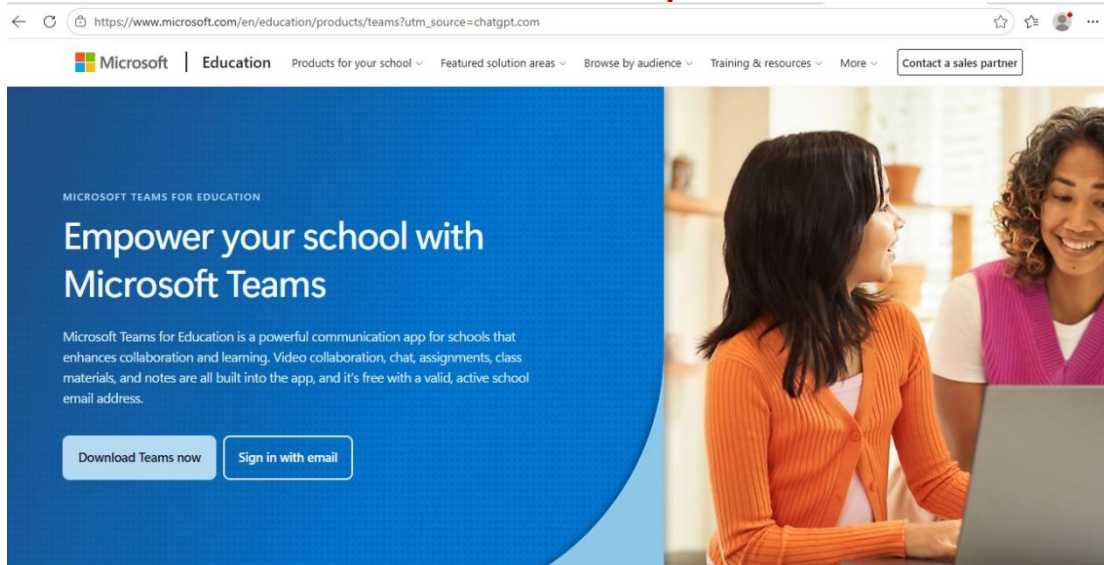 https://www.microsoft.com/en/education/products/teams?utm_source=chatgpt.com
Microsoft | Education Products for your school Featured solution areas Browse by audience Training & resources More Contact a sales partner
MICROSOFT TEAMS FOR EDUCATION
Empower your school with
Microsoft Teams
Microsoft Teams for Education is a powerful communication app for schools that
enhances collaboration and learning. Video collaboration, chat, assignments, class
materials, and notes are all built into the app, and it's free with a valid, active school
email address.
Download Teams now Sign in with email